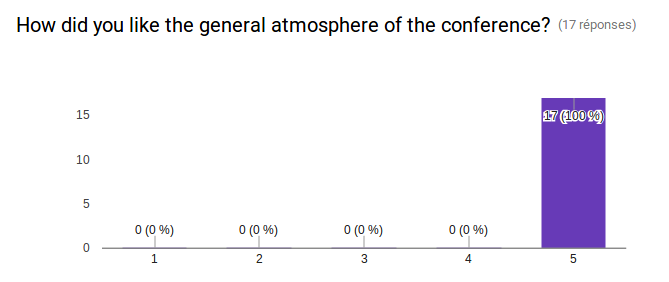 How did you like the general atmosphere of the conference? (17 réponses)
15
17 (100 %)
10
5
0 (0 %) 0 (0 %) 0 (0 %) 0 (0 %)
0
1 2 3 4 5